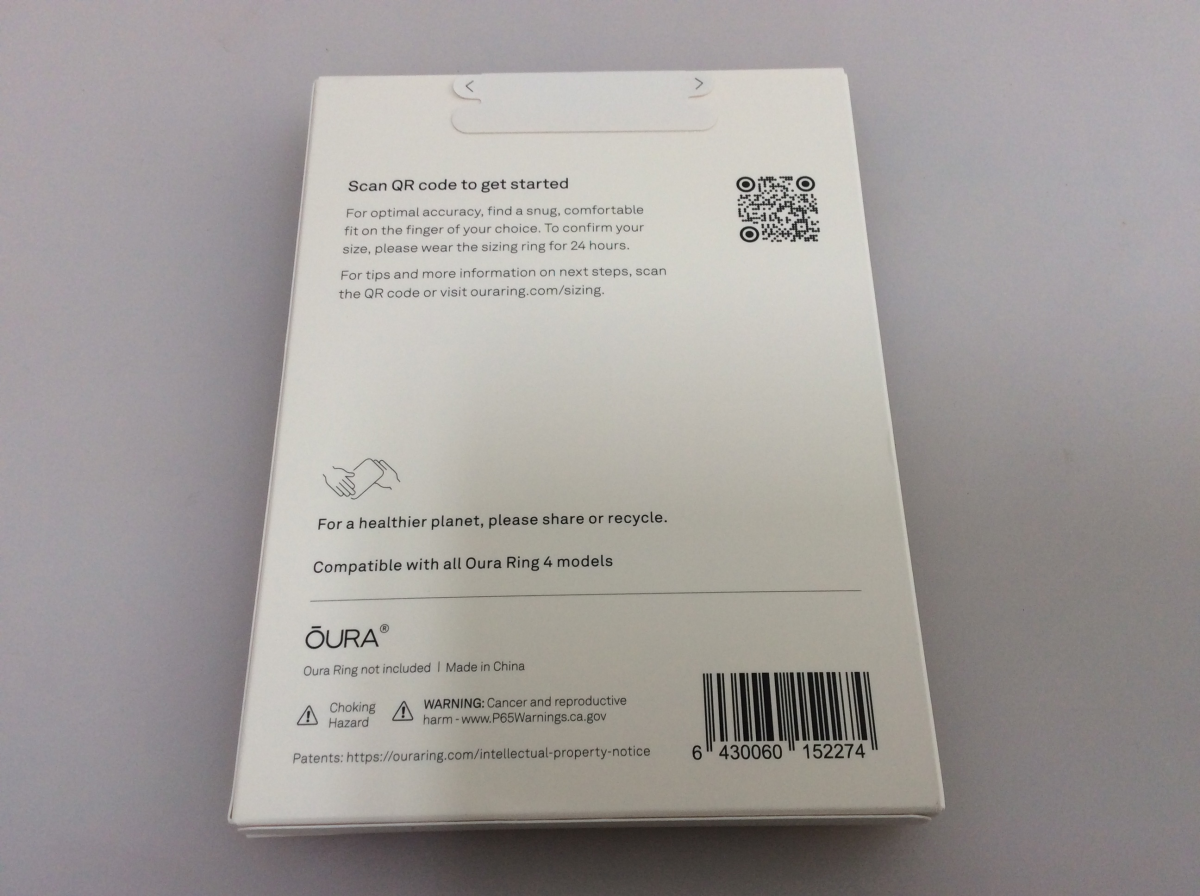 Scan QR code to get started
For optimal accuracy, find a snug, comfortable
fit on the finger of your choice. To confirm your
size, please wear the sizing ring for 24 hours.
For tips and more information on next steps, scan
the QR code or visit ouraring.com/sizing.
For a healthier planet, please share or recycle.
Compatible with all Oura Ring 4 models
ŌURA®
Oura Ring not included | Made in China
Choking
Hazard
WARNING: Cancer and reproductive
harm - www.P65Warnings.ca.gov
Patents: https://ouraring.com/intellectual-property-notice
6 430060 152274